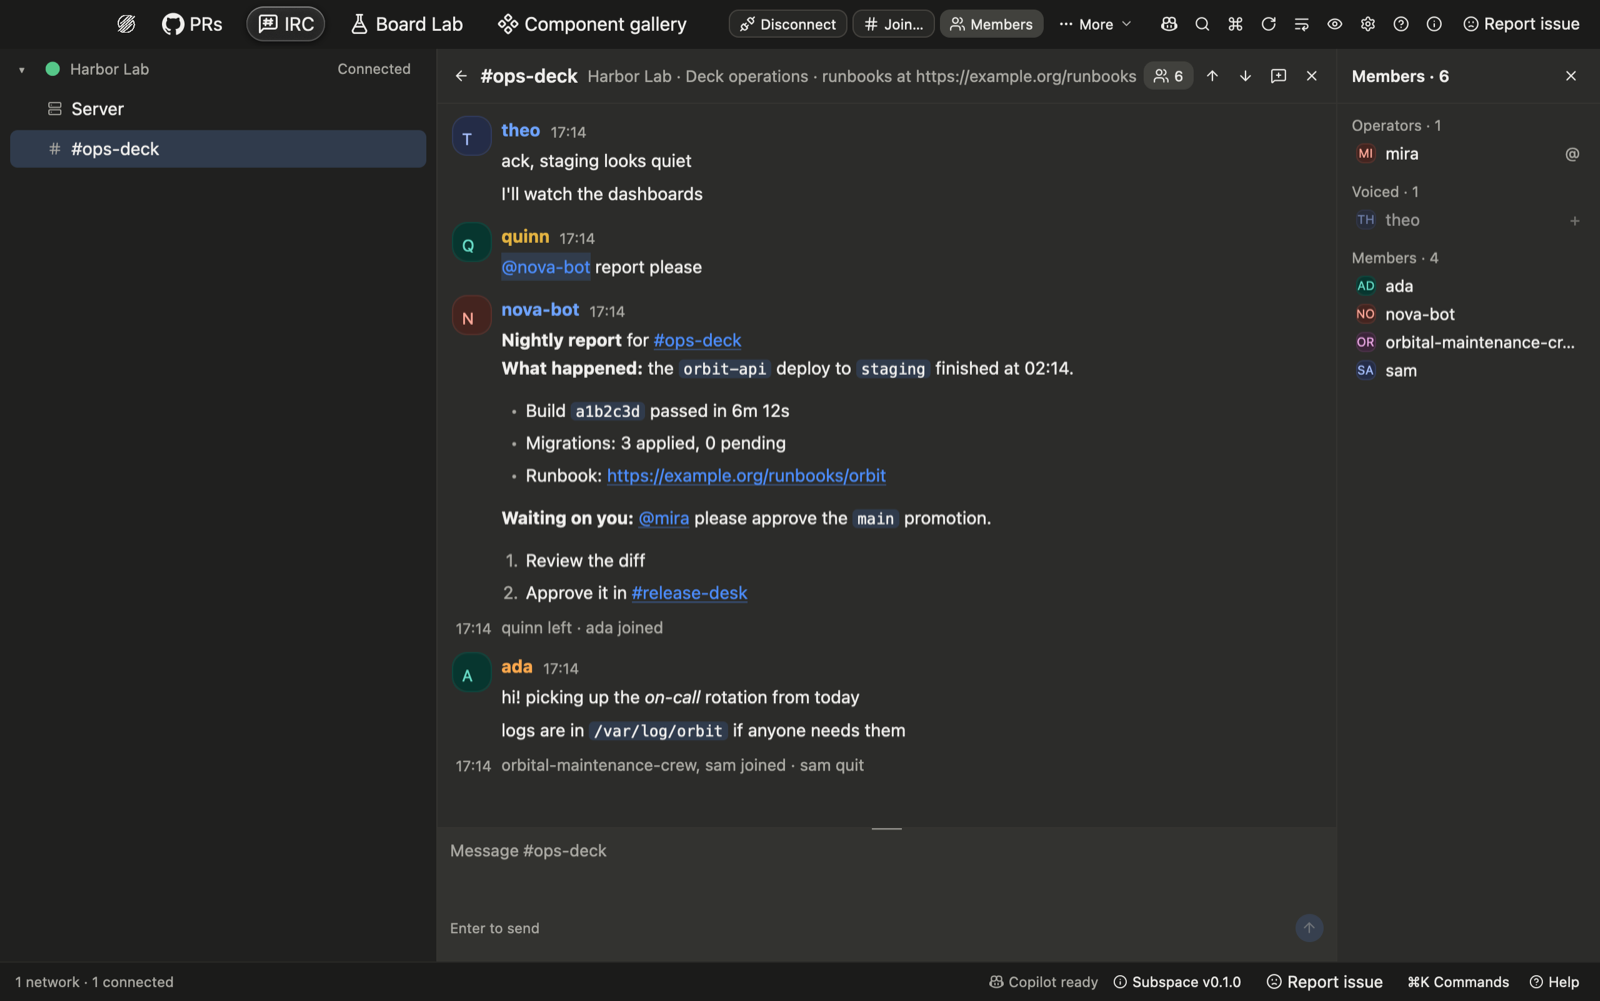 PRs
IRC
Board Lab
Component gallery
Disconnect
# Join...
Members
··· More
Report issue
Harbor Lab
Connected
Server
# #ops-deck
#ops-deck Harbor Lab · Deck operations · runbooks at https://example.org/runbooks
6
T
theo 17:14
ack, staging looks quiet
I'll watch the dashboards
Q
quinn 17:14
@nova-bot report please
N
nova-bot 17:14
Nightly report for #ops-deck
What happened: the orbit-api deploy to staging finished at 02:14.
• Build a1b2c3d passed in 6m 12s
• Migrations: 3 applied, 0 pending
• Runbook: https://example.org/runbooks/orbit
Waiting on you: @mira please approve the main promotion.
1. Review the diff
2. Approve it in #release-desk
17:14 quinn left · ada joined
A
ada 17:14
hi! picking up the on-call rotation from today
logs are in /var/log/orbit if anyone needs them
17:14 orbital-maintenance-crew, sam joined · sam quit
Message #ops-deck
Enter to send
Members · 6
Operators · 1
MI mira @
Voiced · 1
TH theo +
Members · 4
AD ada
NO nova-bot
OR orbital-maintenance-cr...
SA sam
1 network · 1 connected
Copilot ready
Subspace v0.1.0
Report issue
⌘K Commands
Help